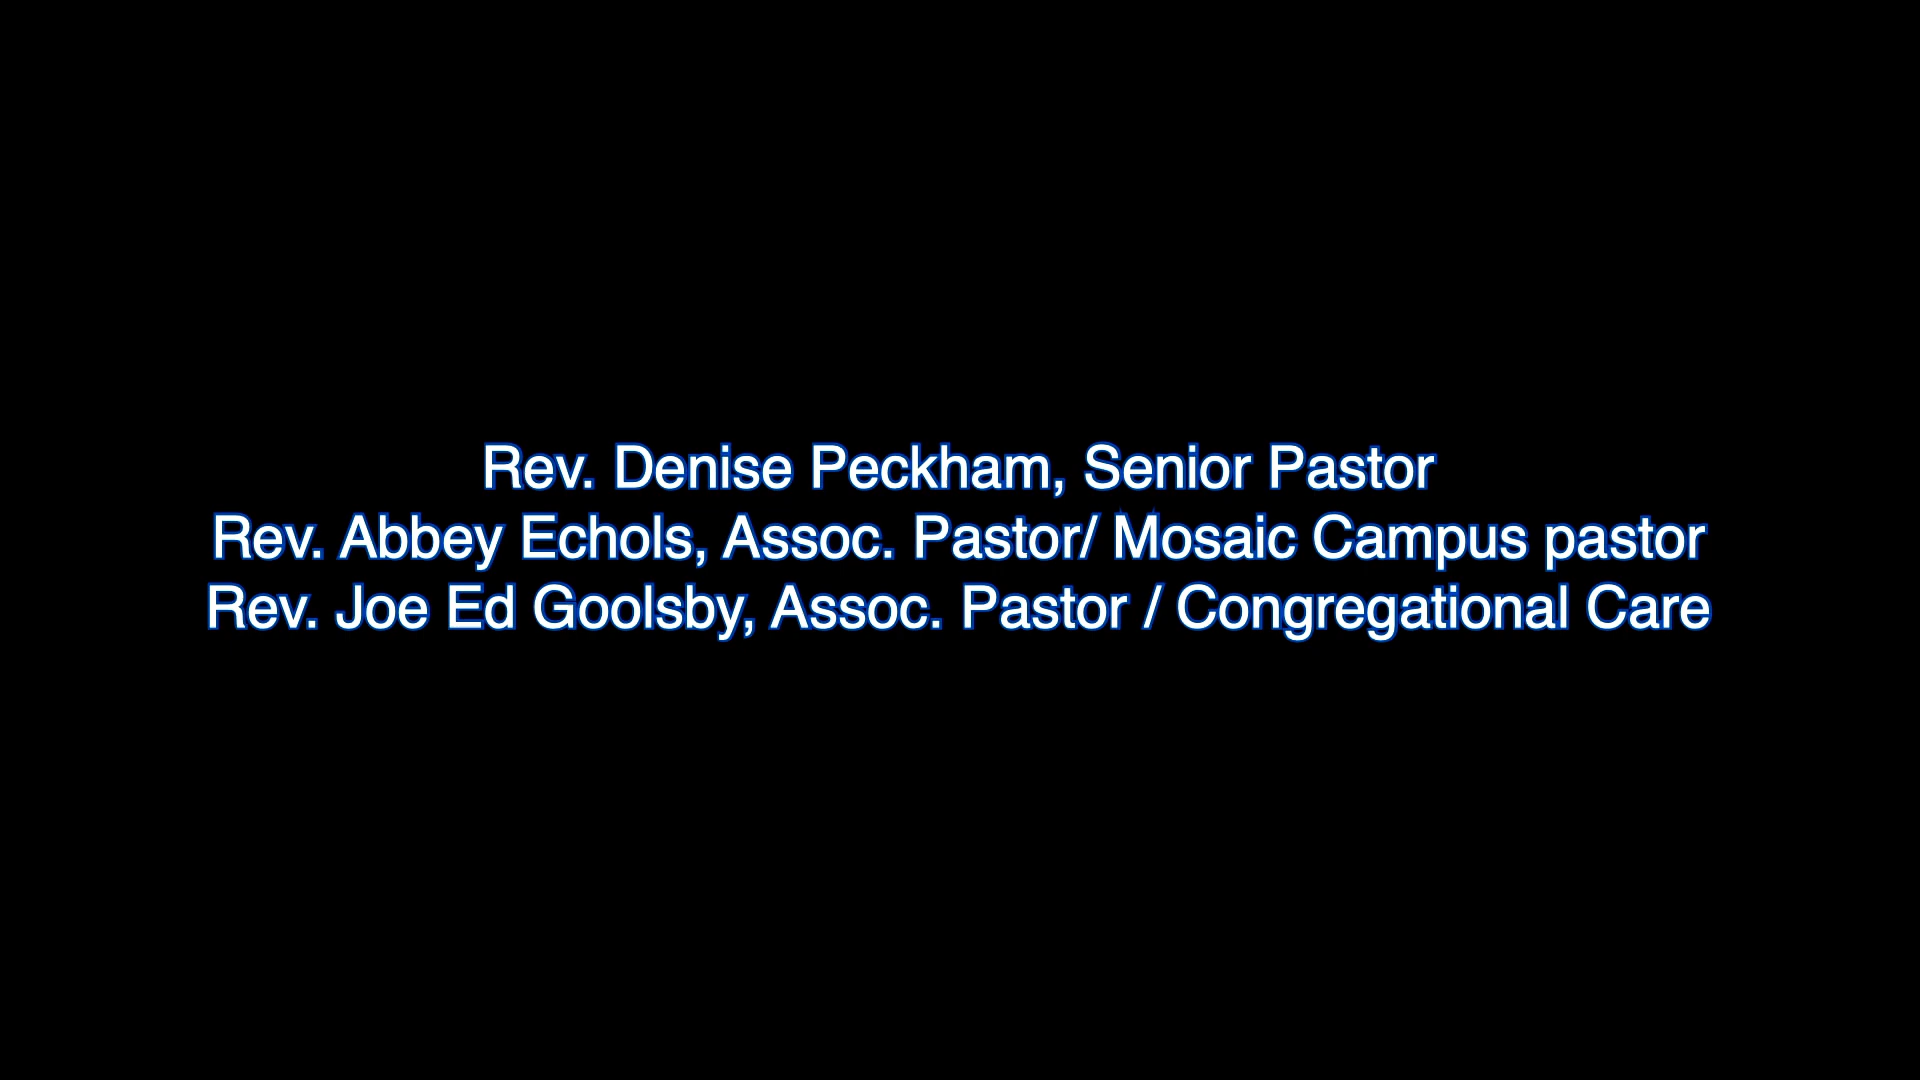 Rev. Denise Peckham, Senior Pastor
Rev. Abbey Echols, Assoc. Pastor/ Mosaic Campus pastor
Rev. Joe Ed Goolsby, Assoc. Pastor / Congregational Care